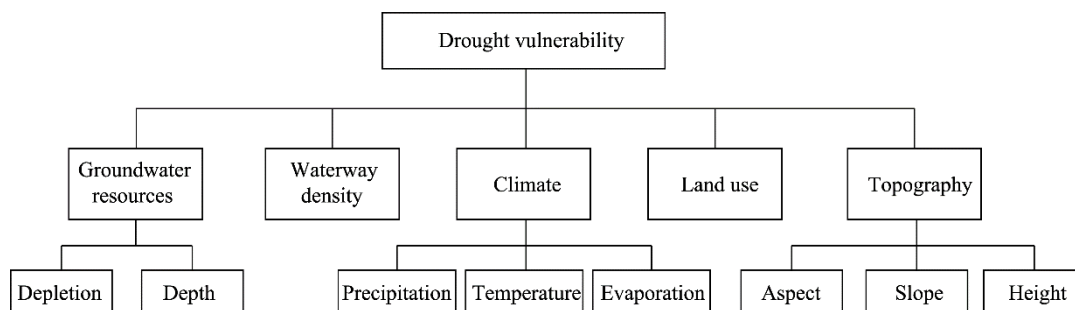 Drought vulnerability
Groundwater
resources
Waterway
density
Climate
Land use
Topography
Depletion
Depth
Precipitation
Temperature
Evaporation
Aspect
Slope
Height